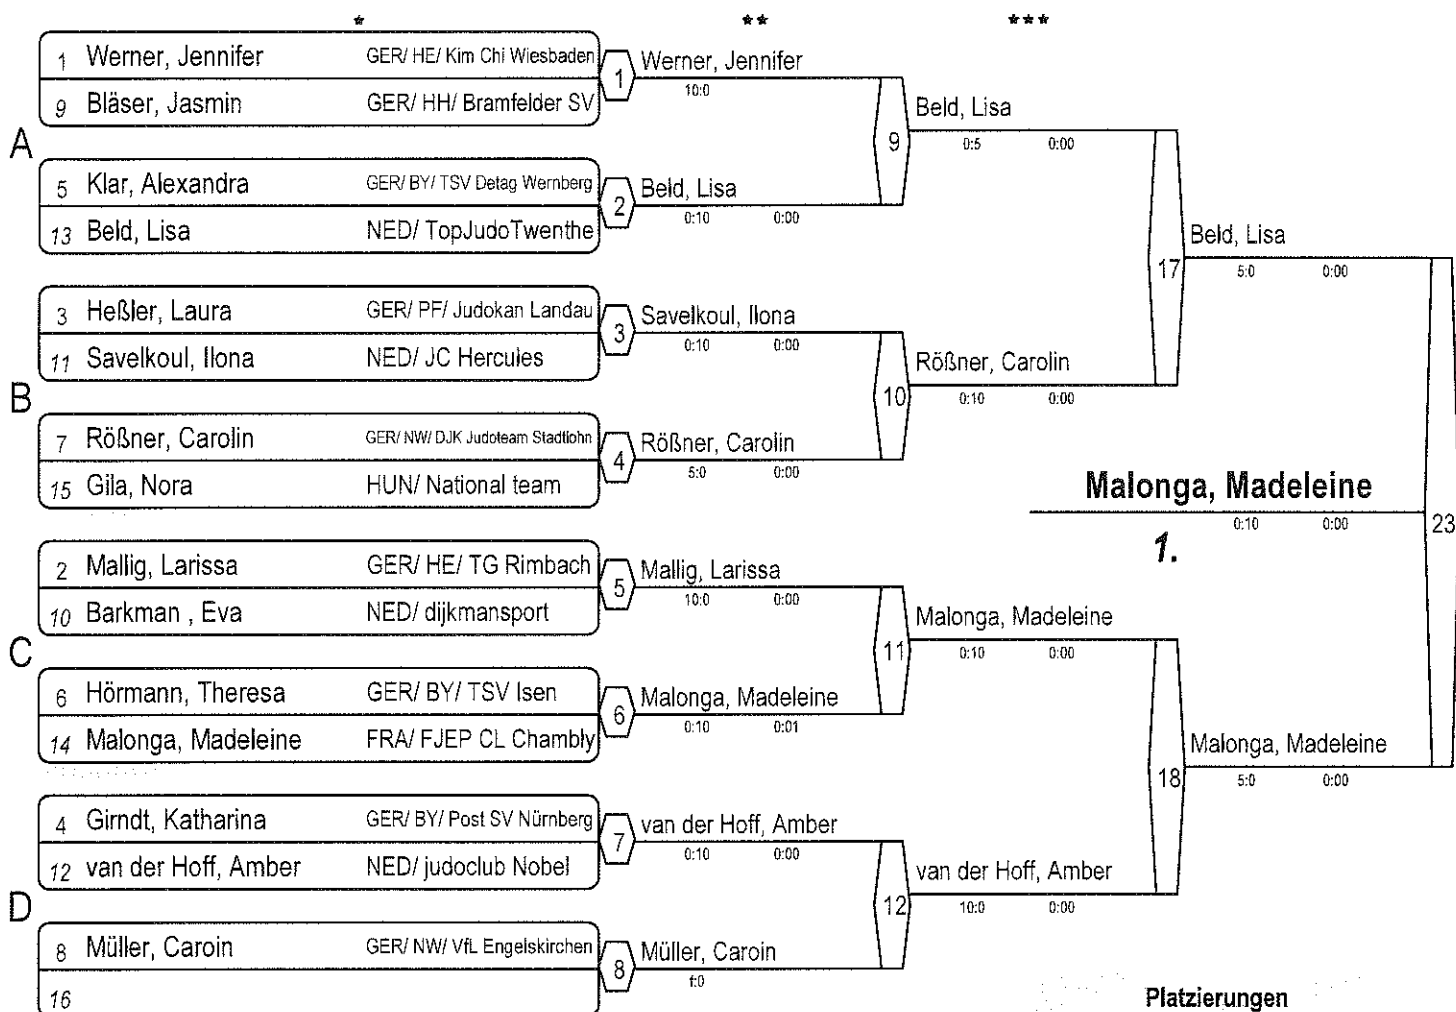 * ** ***
1 Werner, Jennifer GER/ HE/ Kim Chi Wiesbaden
9 Bläser, Jasmin GER/ HH/ Bramfelder SV
1 Werner, Jennifer
10:0
A
5 Klar, Alexandra GER/ BY/ TSV Detag Wernberg
13 Beld, Lisa NED/ TopJudoTwenthe
2 Beld, Lisa
0:10 0:00
9 Beld, Lisa
0:5 0:00
3 Heßler, Laura GER/ PF/ Judokan Landau
11 Savelkoul, Ilona NED/ JC Hercules
3 Savelkoul, Ilona
0:10 0:00
B
7 Rößner, Carolin GER/ NW/ DJK Judoteam Stadtlohn
15 Gila, Nora HUN/ National team
4 Rößner, Carolin
5:0 0:00
10 Rößner, Carolin
0:10 0:00
17 Beld, Lisa
5:0 0:00
2 Mallig, Larissa GER/ HE/ TG Rimbach
10 Barkman , Eva NED/ dijkmansport
5 Mallig, Larissa
10:0 0:00
C
6 Hörmann, Theresa GER/ BY/ TSV Isen
14 Malonga, Madeleine FRA/ FJEP CL Chambly
6 Malonga, Madeleine
0:10 0:01
11 Malonga, Madeleine
0:10 0:00
4 Girndt, Katharina GER/ BY/ Post SV Nürnberg
12 van der Hoff, Amber NED/ judoclub Nobel
7 van der Hoff, Amber
0:10 0:00
D
8 Müller, Caroin GER/ NW/ VfL Engelskirchen
16
8 Müller, Caroin
f:0
12 van der Hoff, Amber
10:0 0:00
18 Malonga, Madeleine
5:0 0:00
23 Malonga, Madeleine
0:10 0:00
1.
Platzierungen